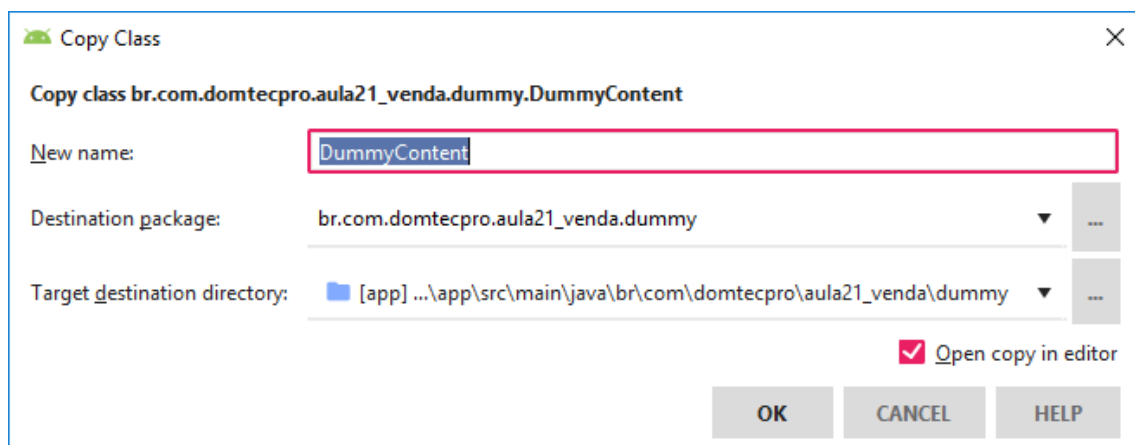 Copy Class
Copy class br.com.domtecpro.aula21_venda.dummy.DummyContent
New name: DummyContent
Destination package: br.com.domtecpro.aula21_venda.dummy ...
Target destination directory: [app] ...\app\src\main\java\br\com\domtecpro\aula21_venda\dummy ...
Open copy in editor
OK CANCEL HELP